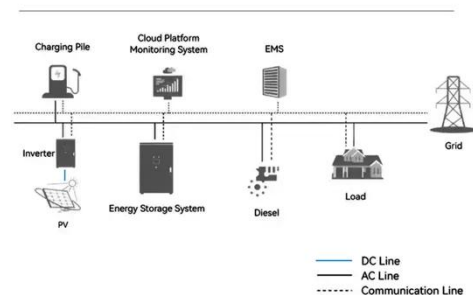 Charging Pile
Cloud Platform
Monitoring System
EMS
Grid
Inverter
PV
Energy Storage System
Diesel
Load
DC Line
AC Line
Communication Line